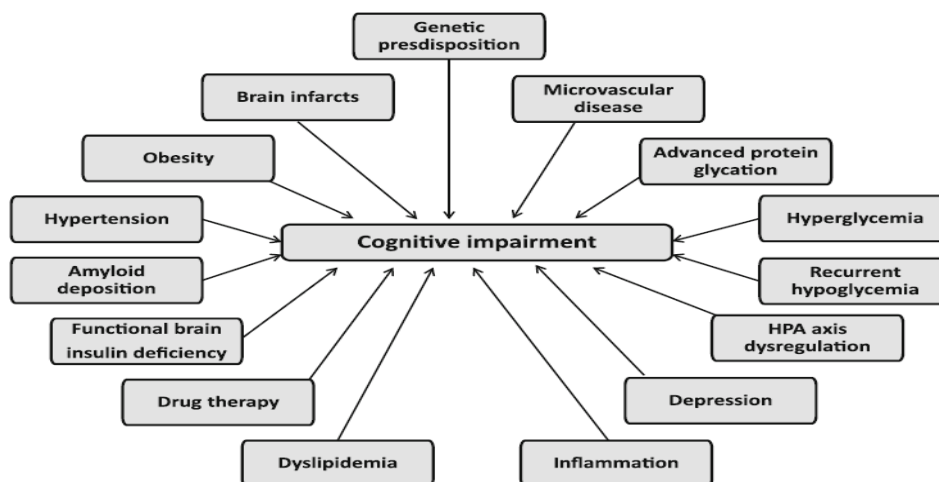 Genetic
presdisposition
Brain infarcts
Microvascular
disease
Obesity
Advanced protein
glycation
Hypertension
Cognitive impairment
Hyperglycemia
Amyloid
deposition
Recurrent
hypoglycemia
Functional brain
insulin deficiency
HPA axis
dysregulation
Drug therapy
Depression
Dyslipidemia
Inflammation